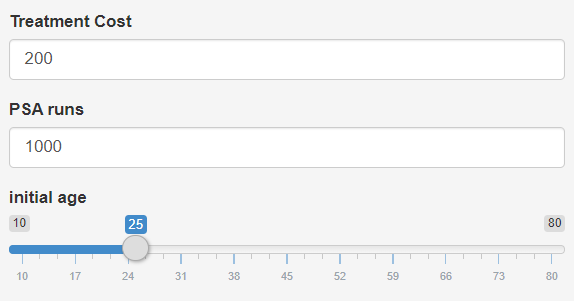 Treatment Cost
200
PSA runs
1000
initial age
10 25 80
10 17 24 31 38 45 52 59 66 73 80